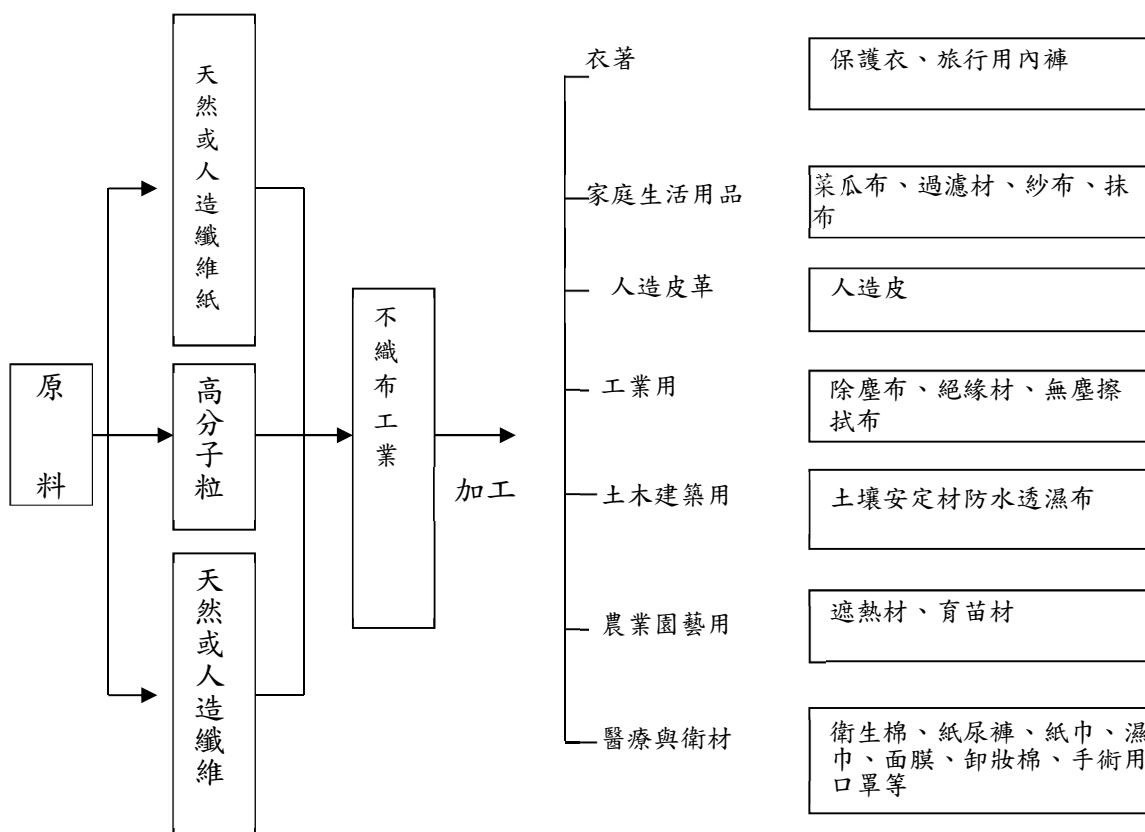 原
料
天然或人造纖維紙
高分子粒
天然或人造纖維
不織布工業
加工
衣著
保護衣、旅行用內褲
家庭生活用品
菜瓜布、過濾材、紗布、抹
布
人造皮革
人造皮
工業用
除塵布、絕緣材、無塵擦
拭布
土木建築用
土壤安定材防水透濕布
農業園藝用
遮熱材、育苗材
醫療與衛材
衛生棉、紙尿褲、紙巾、濕
巾、面膜、卸妝棉、手術用
口罩等